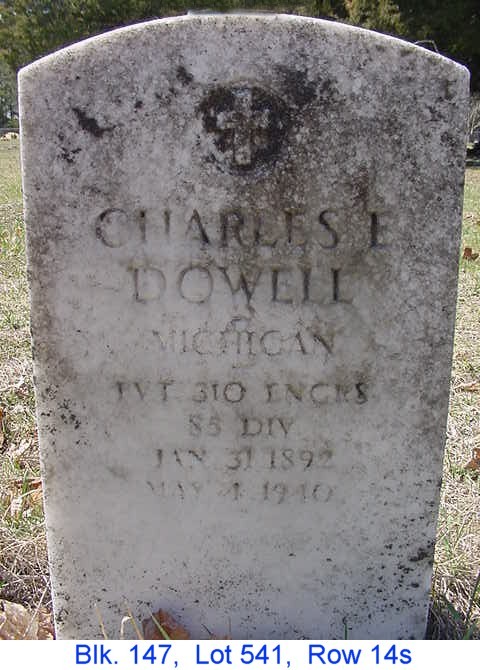 CHARLES E
DOWELL
MICHIGAN
PVT 310 ENGRS
85 DIV
JAN 31 1892
MAY 4 1940
Blk. 147, Lot 541, Row 14s